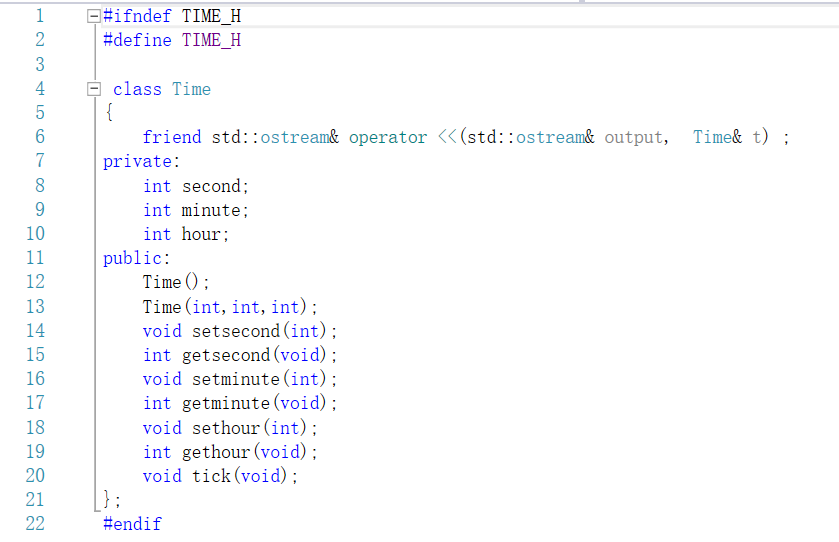 1 #ifndef TIME_H
2 #define TIME_H
3
4 class Time
5 {
6 friend std::ostream& operator <<(std::ostream& output, Time& t) ;
7 private:
8 int second;
9 int minute;
10 int hour;
11 public:
12 Time();
13 Time(int,int,int);
14 void setsecond(int);
15 int getsecond(void);
16 void setminute(int);
17 int getminute(void);
18 void sethour(int);
19 int gethour(void);
20 void tick(void);
21 };
22 #endif